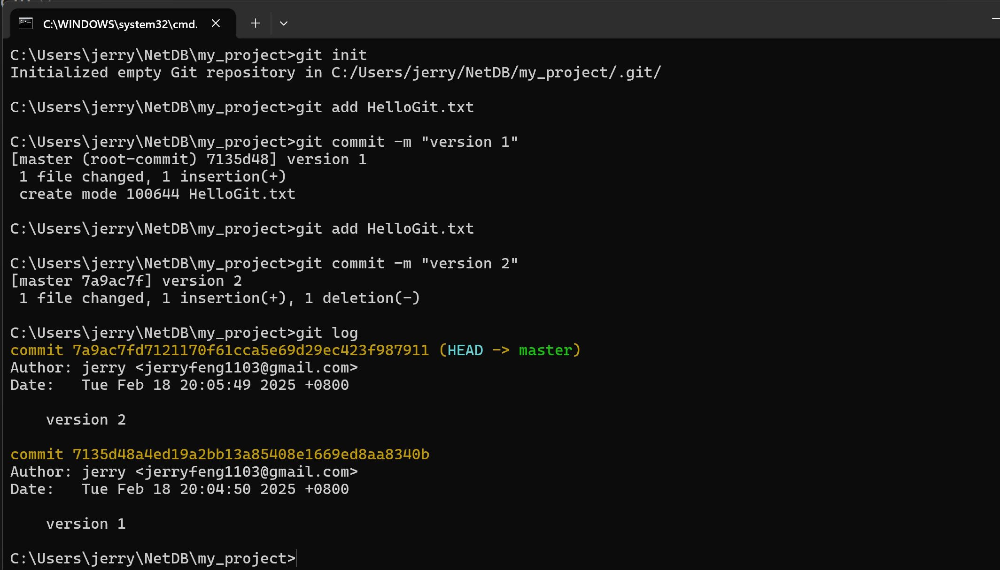 C:\WINDOWS\system32\cmd.
C:\Users\jerry\NetDB\my_project>git init
Initialized empty Git repository in C:/Users/jerry/NetDB/my_project/.git/
C:\Users\jerry\NetDB\my_project>git add HelloGit.txt
C:\Users\jerry\NetDB\my_project>git commit -m "version 1"
[master (root-commit) 7135d48] version 1
 1 file changed, 1 insertion(+)
 create mode 100644 HelloGit.txt
C:\Users\jerry\NetDB\my_project>git add HelloGit.txt
C:\Users\jerry\NetDB\my_project>git commit -m "version 2"
[master 7a9ac7f] version 2
 1 file changed, 1 insertion(+), 1 deletion(-)
C:\Users\jerry\NetDB\my_project>git log
commit 7a9ac7fd7121170f61cca5e69d29ec423f987911 (HEAD -> master)
Author: jerry <jerryfeng1103@gmail.com>
Date:   Tue Feb 18 20:05:49 2025 +0800
    version 2
commit 7135d48a4ed19a2bb13a85408e1669ed8aa8340b
Author: jerry <jerryfeng1103@gmail.com>
Date:   Tue Feb 18 20:04:50 2025 +0800
    version 1
C:\Users\jerry\NetDB\my_project>